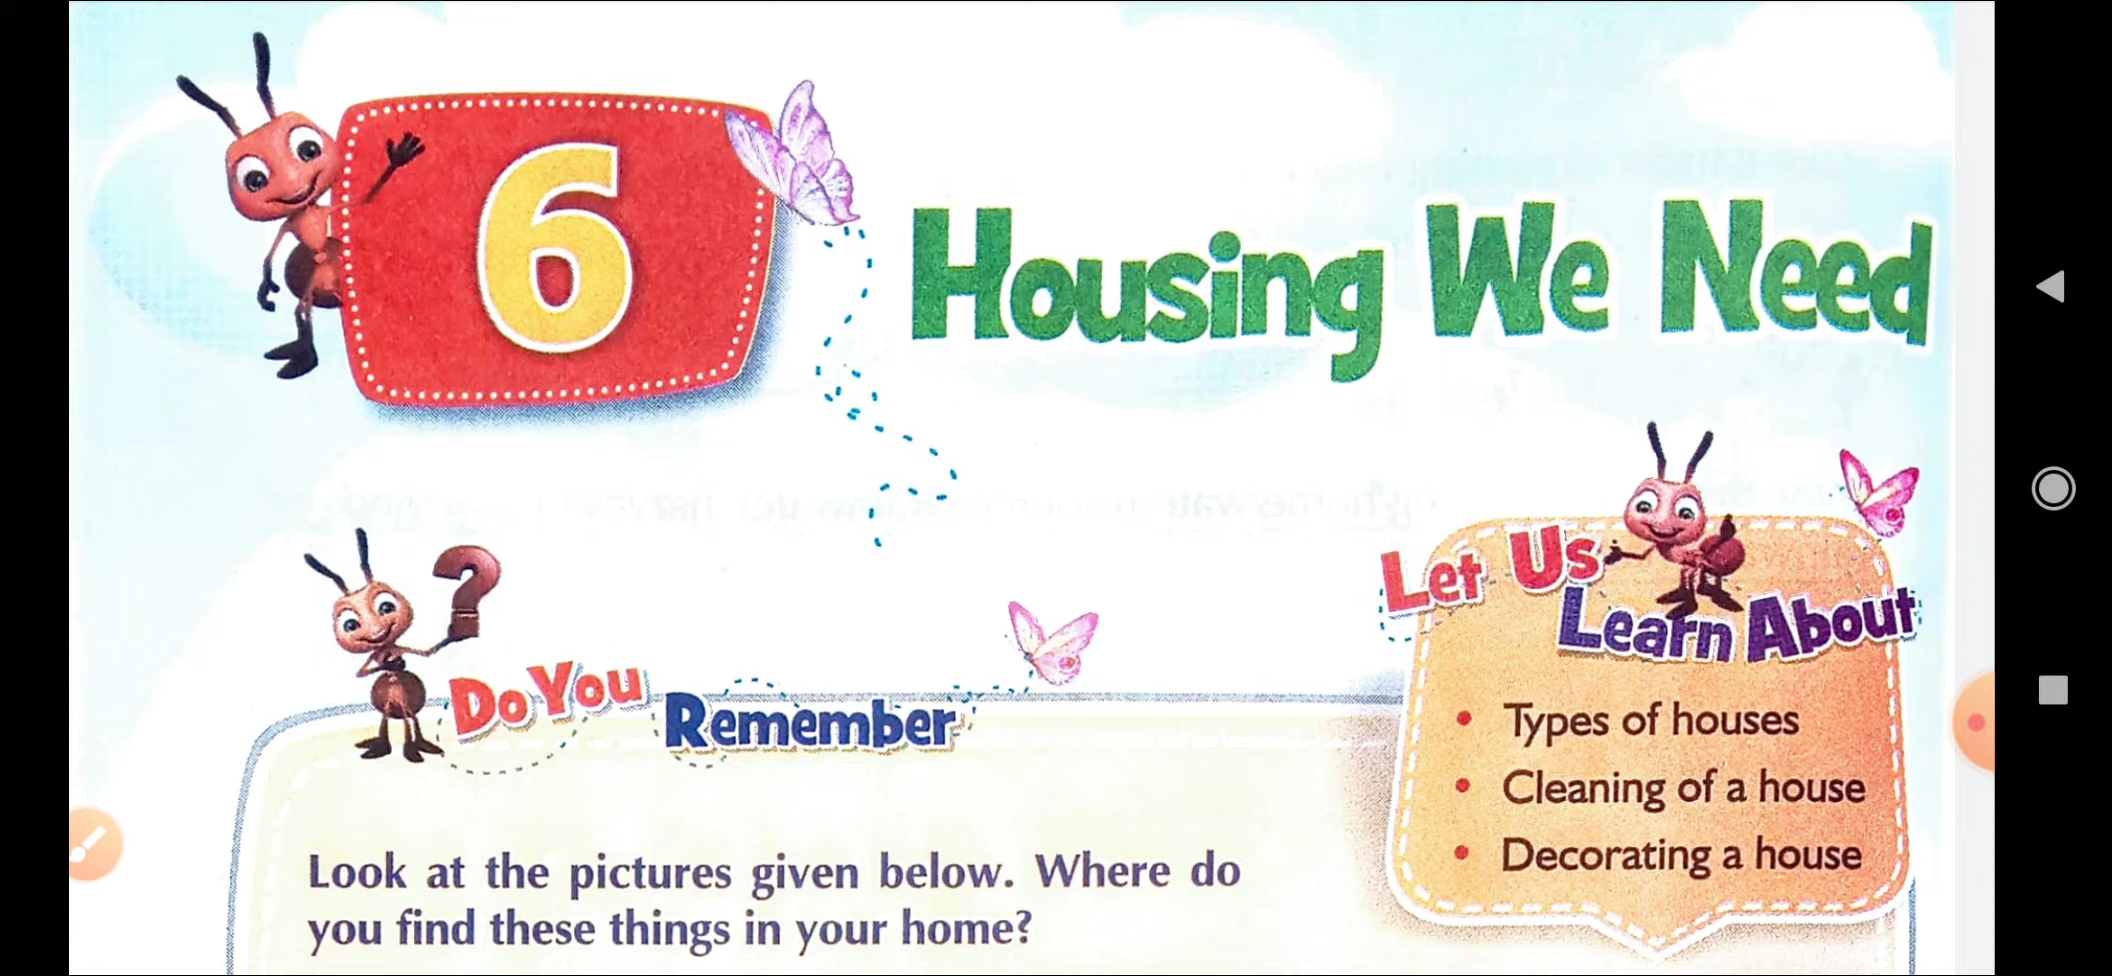 6
Housing We Need
Let Us
Learn About
Types of houses
Cleaning of a house
Decorating a house
?
Do You Remember
Look at the pictures given below. Where do
you find these things in your home?